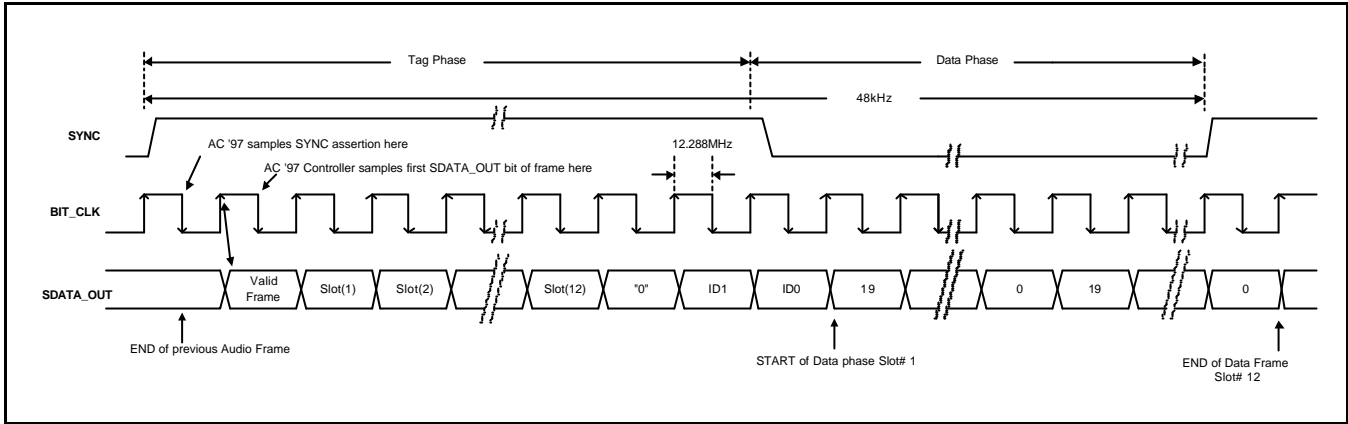 Tag Phase
Data Phase
48kHz
SYNC
AC '97 samples SYNC assertion here
12.288MHz
AC '97 Controller samples first SDATA_OUT bit of frame here
BIT_CLK
SDATA_OUT
Valid
Frame
Slot(1)
Slot(2)
Slot(12)
"0"
ID1
ID0
19
0
19
0
END of previous Audio Frame
START of Data phase Slot# 1
END of Data Frame
Slot# 12